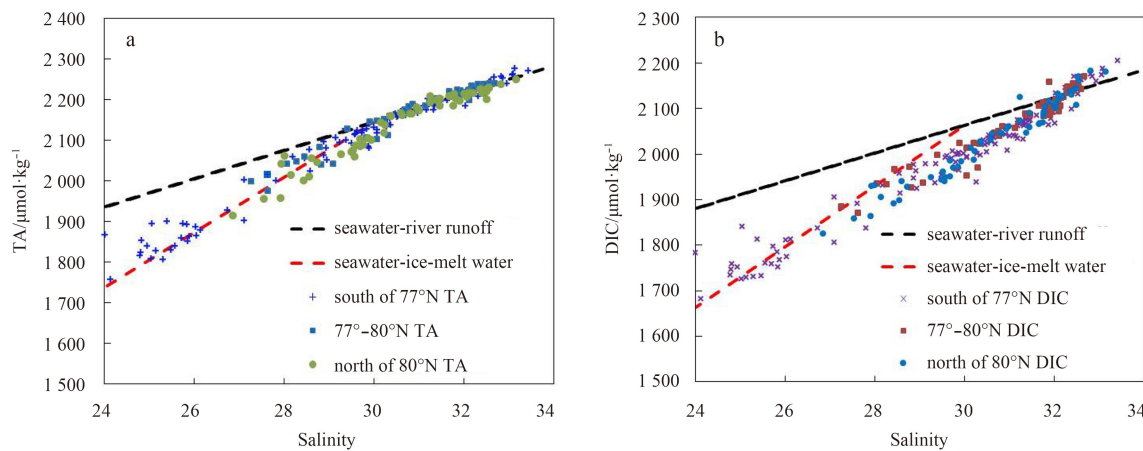 a
TA/μmol·kg⁻¹
2 400
2 300
2 200
2 100
2 000
1 900
1 800
1 700
1 600
1 500
24
26
28
30
32
34
Salinity
seawater-river runoff
seawater-ice-melt water
south of 77°N TA
77°–80°N TA
north of 80°N TA
b
DIC/μmol·kg⁻¹
2 300
2 200
2 100
2 000
1 900
1 800
1 700
1 600
1 500
24
26
28
30
32
34
Salinity
seawater-river runoff
seawater-ice-melt water
south of 77°N DIC
77°–80°N DIC
north of 80°N DIC